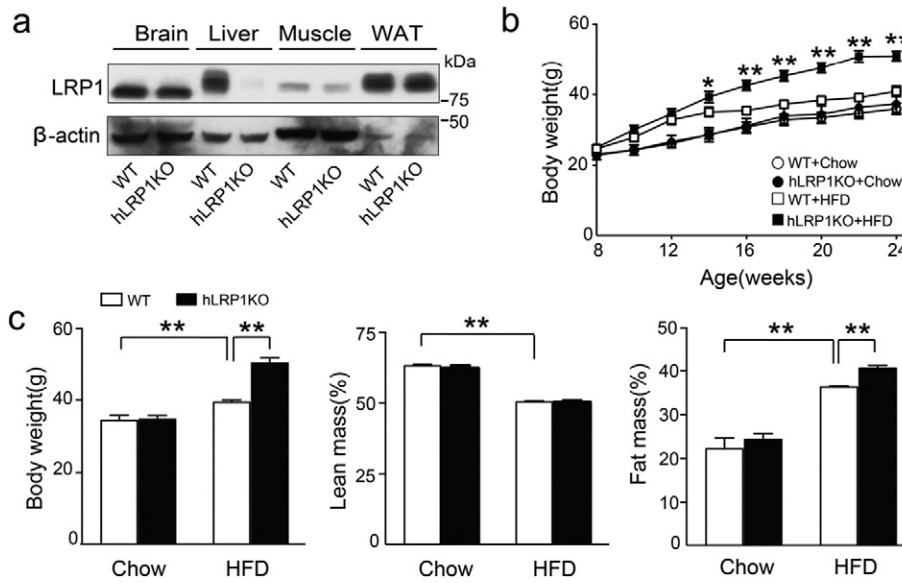 a
Brain Liver Muscle WAT
kDa
LRP1
75
50
β-actin
WT
hLRP1KO
WT
hLRP1KO
WT
hLRP1KO
WT
hLRP1KO
b
Body weight(g)
60
40
20
0
* ** ** ** ** **
WT+Chow
hLRP1KO+Chow
WT+HFD
hLRP1KO+HFD
8 12 16 20 24
Age(weeks)
c
WT hLRP1KO
Body weight(g)
60
40
20
0
** **
Chow HFD
Lean mass(%)
75
50
25
0
**
Chow HFD
Fat mass(%)
50
40
30
20
10
0
** **
Chow HFD